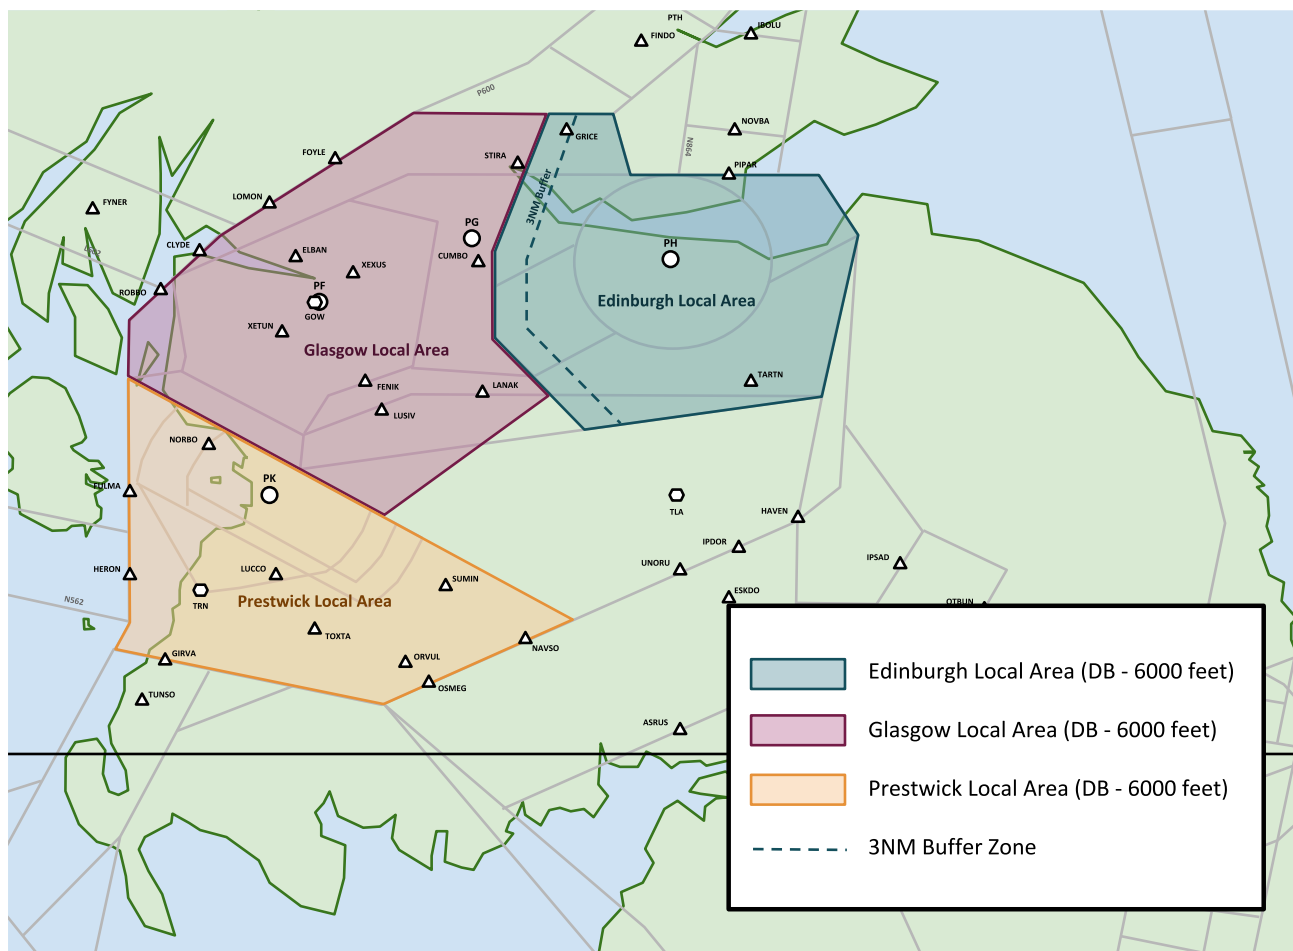 PTH
IBOLU
FINDO
P600
NOVBA
GRICE
N864
FOYLE
STIRA
PIPAR
3NM Buffer
LOMON
FYNER
PG
CLYDE
PH
ELBAN
CUMBO
XEXUS
ROBBO
PF
GOW
Edinburgh Local Area
XETUN
Glasgow Local Area
TARTN
FENIK
LANAK
LUSIV
NORBO
PK
FULMA
TLA
HAVEN
IPDOR
IPSAD
UNORU
HERON
LUCCO
SUMIN
ESKDO
N562
TRN
Prestwick Local Area
OTBUN
TOXTA
NAVSO
GIRVA
ORVUL
OSMEG
TUNSO
ASRUS
Edinburgh Local Area (DB - 6000 feet)
Glasgow Local Area (DB - 6000 feet)
Prestwick Local Area (DB - 6000 feet)
3NM Buffer Zone